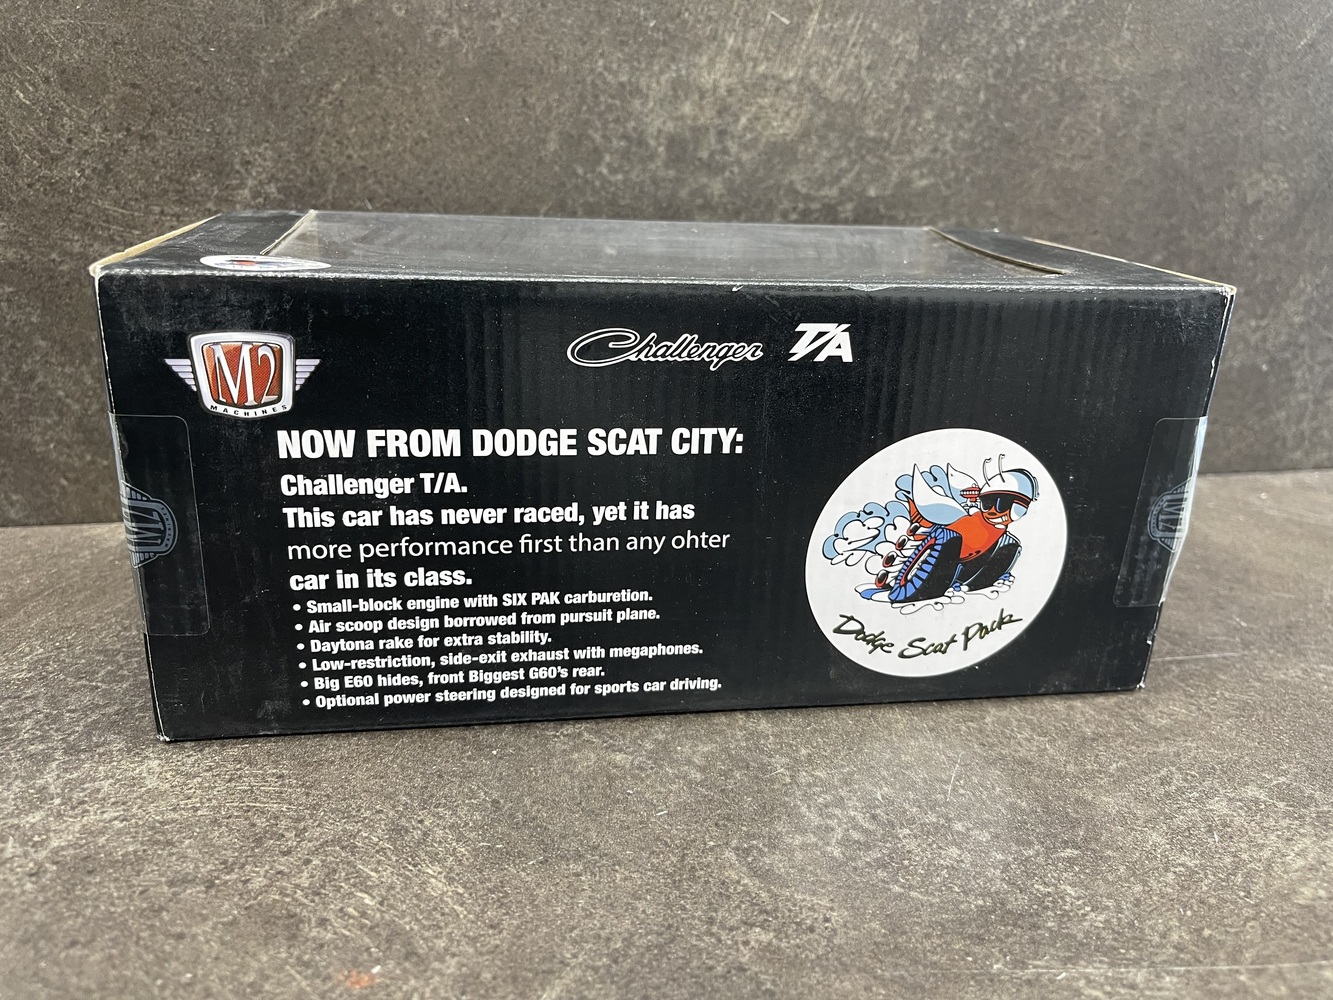 Challenger T/A
M2
MACHINES
NOW FROM DODGE SCAT CITY:
Challenger T/A.
This car has never raced, yet it has
more performance first than any ohter
car in its class.
• Small-block engine with SIX PAK carburetion.
• Air scoop design borrowed from pursuit plane.
• Daytona rake for extra stability.
• Low-restriction, side-exit exhaust with megaphones.
• Big E60 hides, front Biggest G60's rear.
• Optional power steering designed for sports car driving.
Dodge Scat Pack